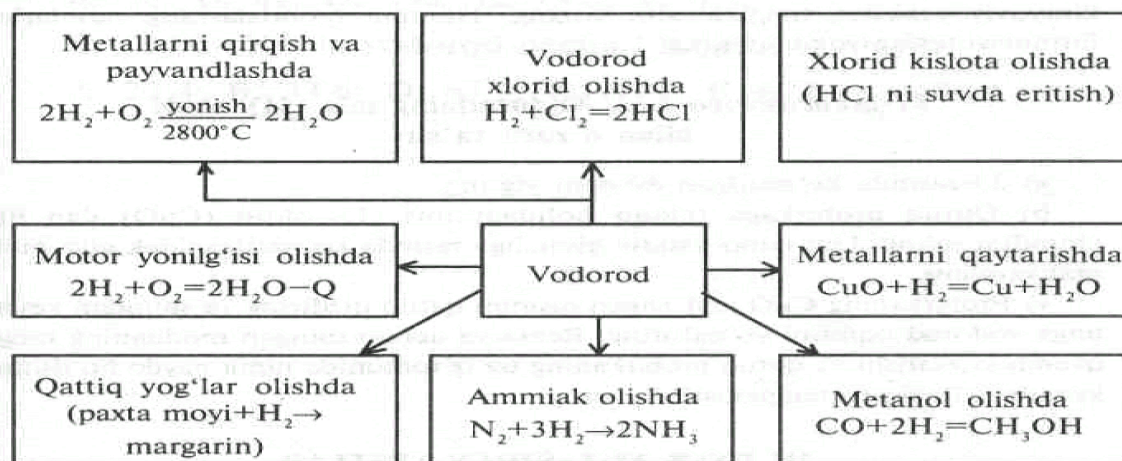 Metallarni qirqish va
payvandlashda
2H₂+O₂ yonish/2800°C 2H₂O
Vodorod
xlorid olishda
H₂+Cl₂=2HCl
Xlorid kislota olishda
(HCl ni suvda eritish)
Motor yonilg‘isi olishda
2H₂+O₂=2H₂O−Q
Vodorod
Metallarni qaytarishda
CuO+H₂=Cu+H₂O
Qattiq yog‘lar olishda
(paxta moyi+H₂→
margarin)
Ammiak olishda
N₂+3H₂→2NH₃
Metanol olishda
CO+2H₂=CH₃OH